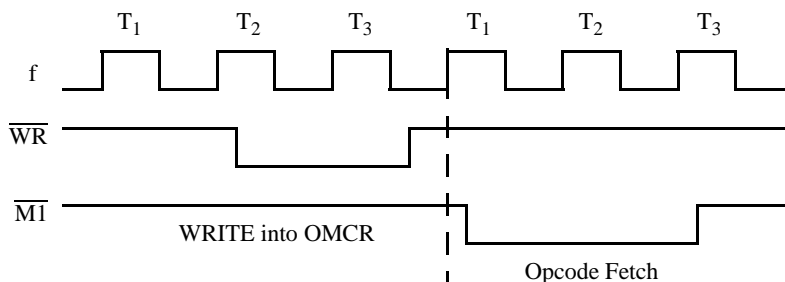 T1 T2 T3 T1 T2 T3
f
WR
M1
WRITE into OMCR
Opcode Fetch